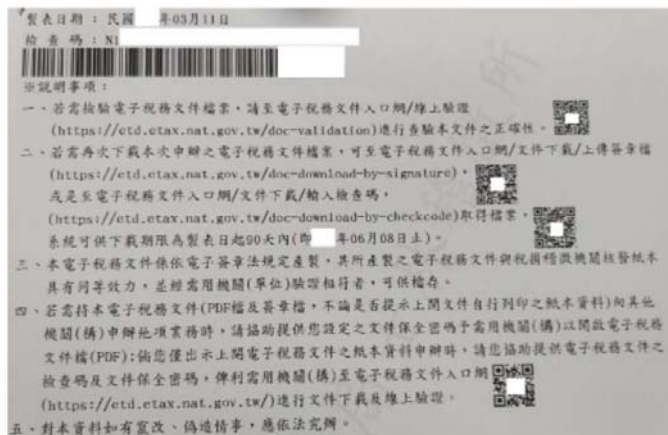 製表日期：民國 年03月11日
檢查碼：N1
※說明事項：
一、若需檢驗電子稅務文件檔案，請至電子稅務文件入口網/線上驗證
(https://etd.etax.nat.gov.tw/doc-validation)進行查驗本文件之正確性。
二、若需再次下載本次申辦之電子稅務文件檔案，可至電子稅務文件入口網/文件下載/上傳簽章檔
(https://etd.etax.nat.gov.tw/doc-download-by-signature)，
或是至電子稅務文件入口網/文件下載/輸入檢查碼，
(https://etd.etax.nat.gov.tw/doc-download-by-checkcode)取得檔案，
系統可供下載期限為製表日起90天內(即 年06月08日止)。
三、本電子稅務文件係依電子簽章法規定產製，其所產製之電子稅務文件與稅捐稽徵機關核發紙本
具有同等效力，並經需用機關(單位)驗證相符者，可供檔存。
四、若需持本電子稅務文件(PDF檔及簽章檔，不論是否提示上開文件自行列印之紙本資料)向其他
機關(構)申辦他項業務時，請協助提供您設定之文件保全密碼予需用機關(構)以開啟電子稅務
文件檔(PDF)；倘您僅出示上開電子稅務文件之紙本資料申辦時，請您協助提供電子稅務文件之
檢查碼及文件保全密碼，俾利需用機關(構)至電子稅務文件入口網
(https://etd.etax.nat.gov.tw/)進行文件下載及線上驗證。
五、對本資料如有竄改、偽造情事，應依法究辦。